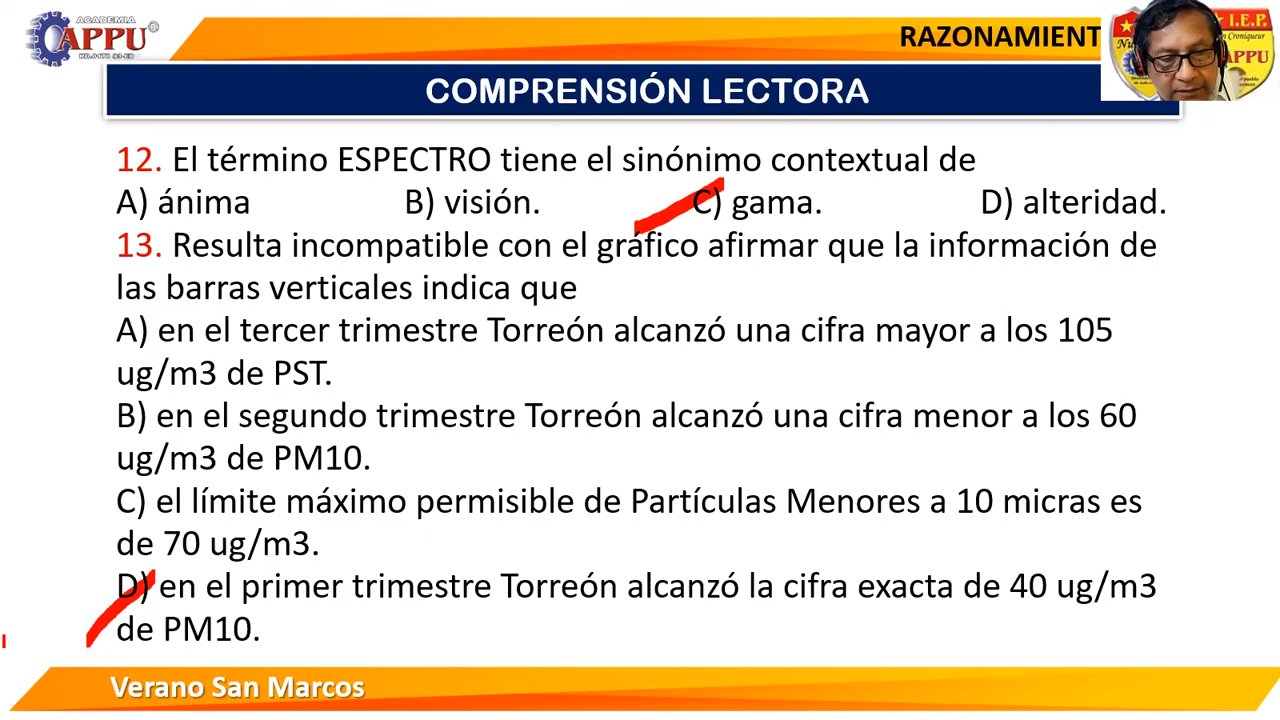 ACADEMIA
APPU
®
RAZONAMIENT
I.E.P.
Croniqueur
APPU
COMPRENSIÓN LECTORA
12. El término ESPECTRO tiene el sinónimo contextual de
A) ánima B) visión. C) gama. D) alteridad.
13. Resulta incompatible con el gráfico afirmar que la información de
las barras verticales indica que
A) en el tercer trimestre Torreón alcanzó una cifra mayor a los 105
ug/m3 de PST.
B) en el segundo trimestre Torreón alcanzó una cifra menor a los 60
ug/m3 de PM10.
C) el límite máximo permisible de Partículas Menores a 10 micras es
de 70 ug/m3.
D) en el primer trimestre Torreón alcanzó la cifra exacta de 40 ug/m3
de PM10.
Verano San Marcos